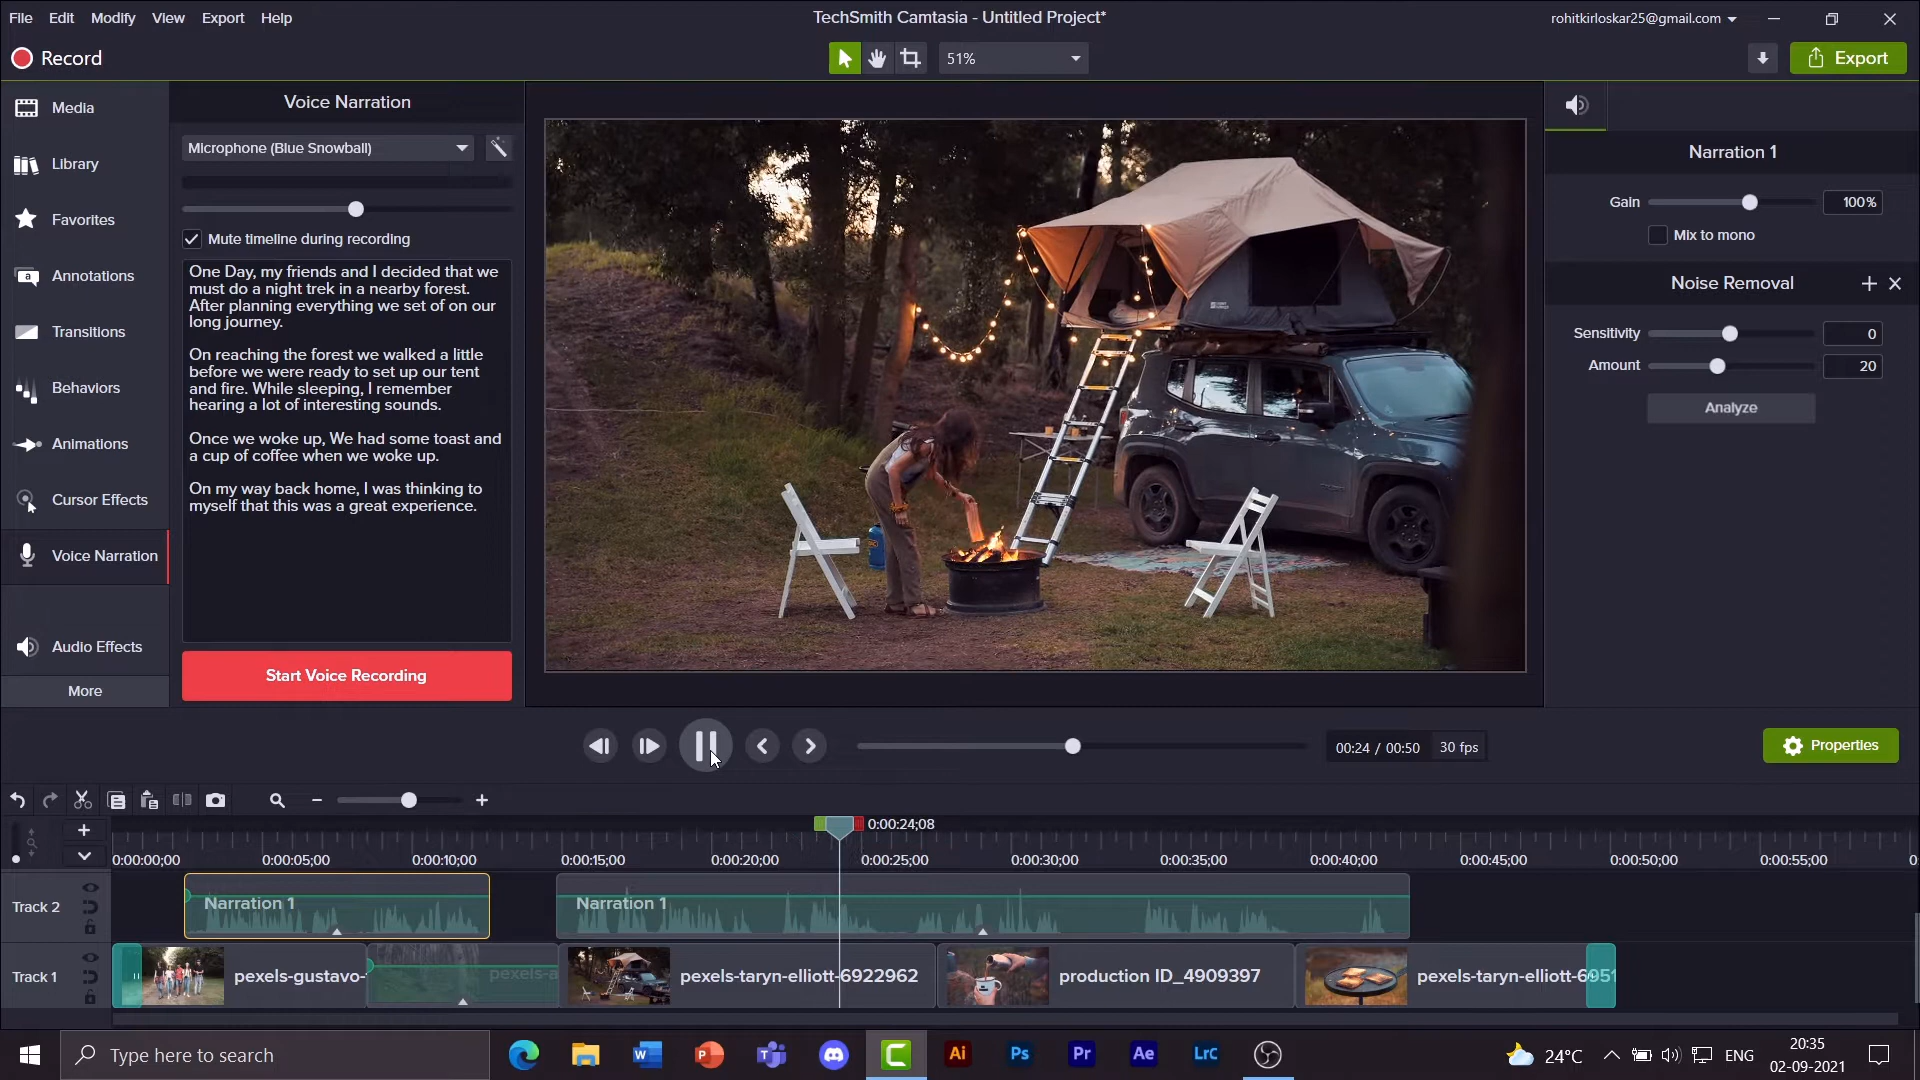 File Edit Modify View Export Help
TechSmith Camtasia - Untitled Project*
rohitkirloskar25@gmail.com
Record
51%
Export
Media
Library
Favorites
Annotations
Transitions
Behaviors
Animations
Cursor Effects
Voice Narration
Audio Effects
More
Voice Narration
Microphone (Blue Snowball)
Mute timeline during recording
One Day, my friends and I decided that we
must do a night trek in a nearby forest.
After planning everything we set of on our
long journey.
On reaching the forest we walked a little
before we were ready to set up our tent
and fire. While sleeping, I remember
hearing a lot of interesting sounds.
Once we woke up, We had some toast and
a cup of coffee when we woke up.
On my way back home, I was thinking to
myself that this was a great experience.
Start Voice Recording
Narration 1
Gain 100%
Mix to mono
Noise Removal
Sensitivity 0
Amount 20
Analyze
00:24 / 00:50 30 fps
Properties
0:00:24;08
0:00:00;00 0:00:05;00 0:00:10;00 0:00:15;00 0:00:20;00 0:00:25;00 0:00:30;00 0:00:35;00 0:00:40;00 0:00:45;00 0:00:50;00 0:00:55;00 0
Track 2
Narration 1 Narration 1
Track 1
pexels-gustavo- pexels-a pexels-taryn-elliott-6922962 production ID_4909397 pexels-taryn-elliott-6951
Type here to search
Ai Ps Pr Ae LrC
24°C ENG
20:35
02-09-2021